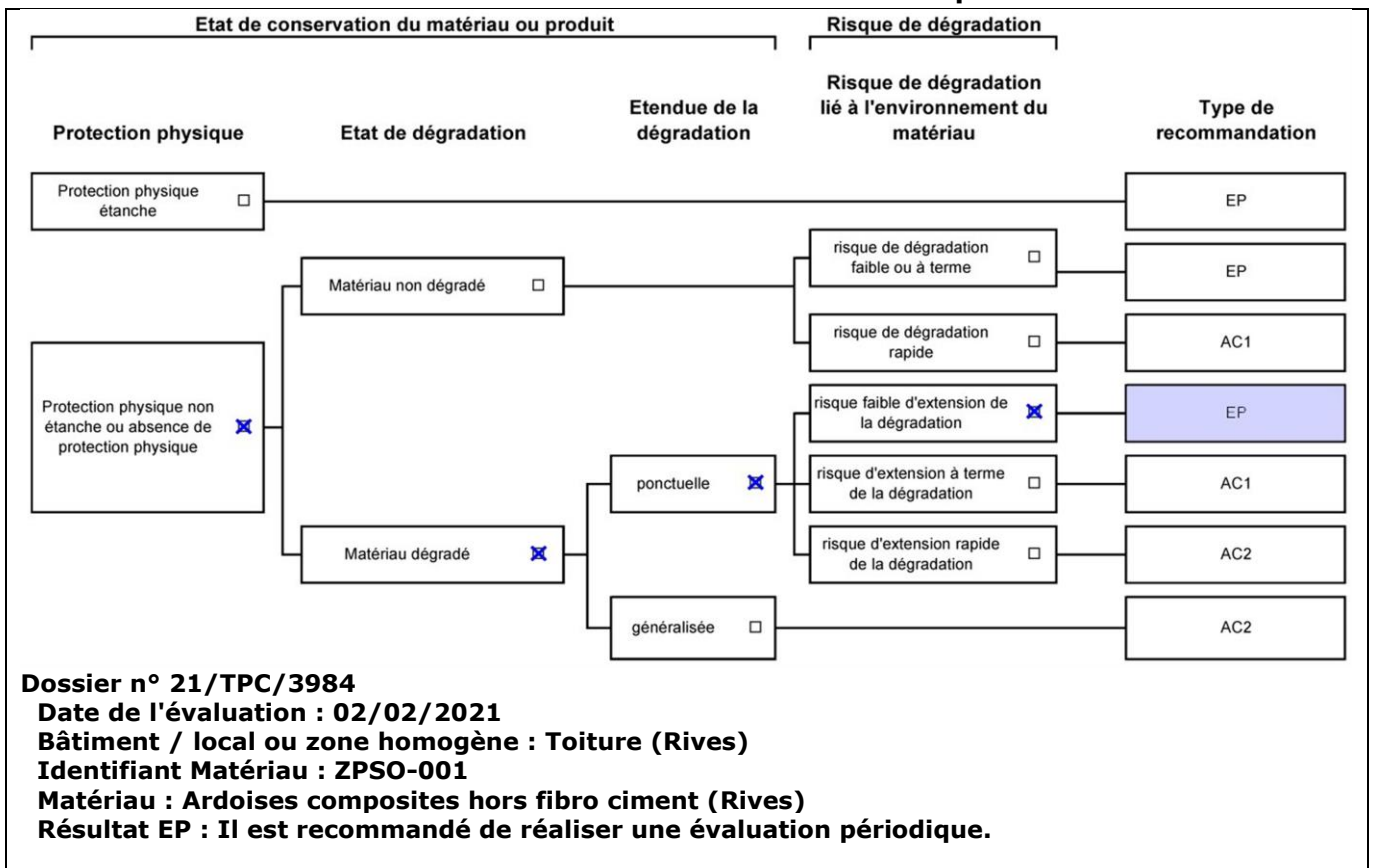 Etat de conservation du matériau ou produit
Risque de dégradation
Protection physique
Etat de dégradation
Etendue de la
dégradation
Risque de dégradation
lié à l'environnement du
matériau
Type de
recommandation
Protection physique
étanche
EP
risque de dégradation
faible ou à terme
EP
Matériau non dégradé
risque de dégradation
rapide
AC1
Protection physique non
étanche ou absence de
protection physique
risque faible d'extension de
la dégradation
EP
ponctuelle
risque d'extension à terme
de la dégradation
AC1
Matériau dégradé
risque d'extension rapide
de la dégradation
AC2
généralisée
AC2
Dossier n° 21/TPC/3984
Date de l'évaluation : 02/02/2021
Bâtiment / local ou zone homogène : Toiture (Rives)
Identifiant Matériau : ZPSO-001
Matériau : Ardoises composites hors fibro ciment (Rives)
Résultat EP : Il est recommandé de réaliser une évaluation périodique.